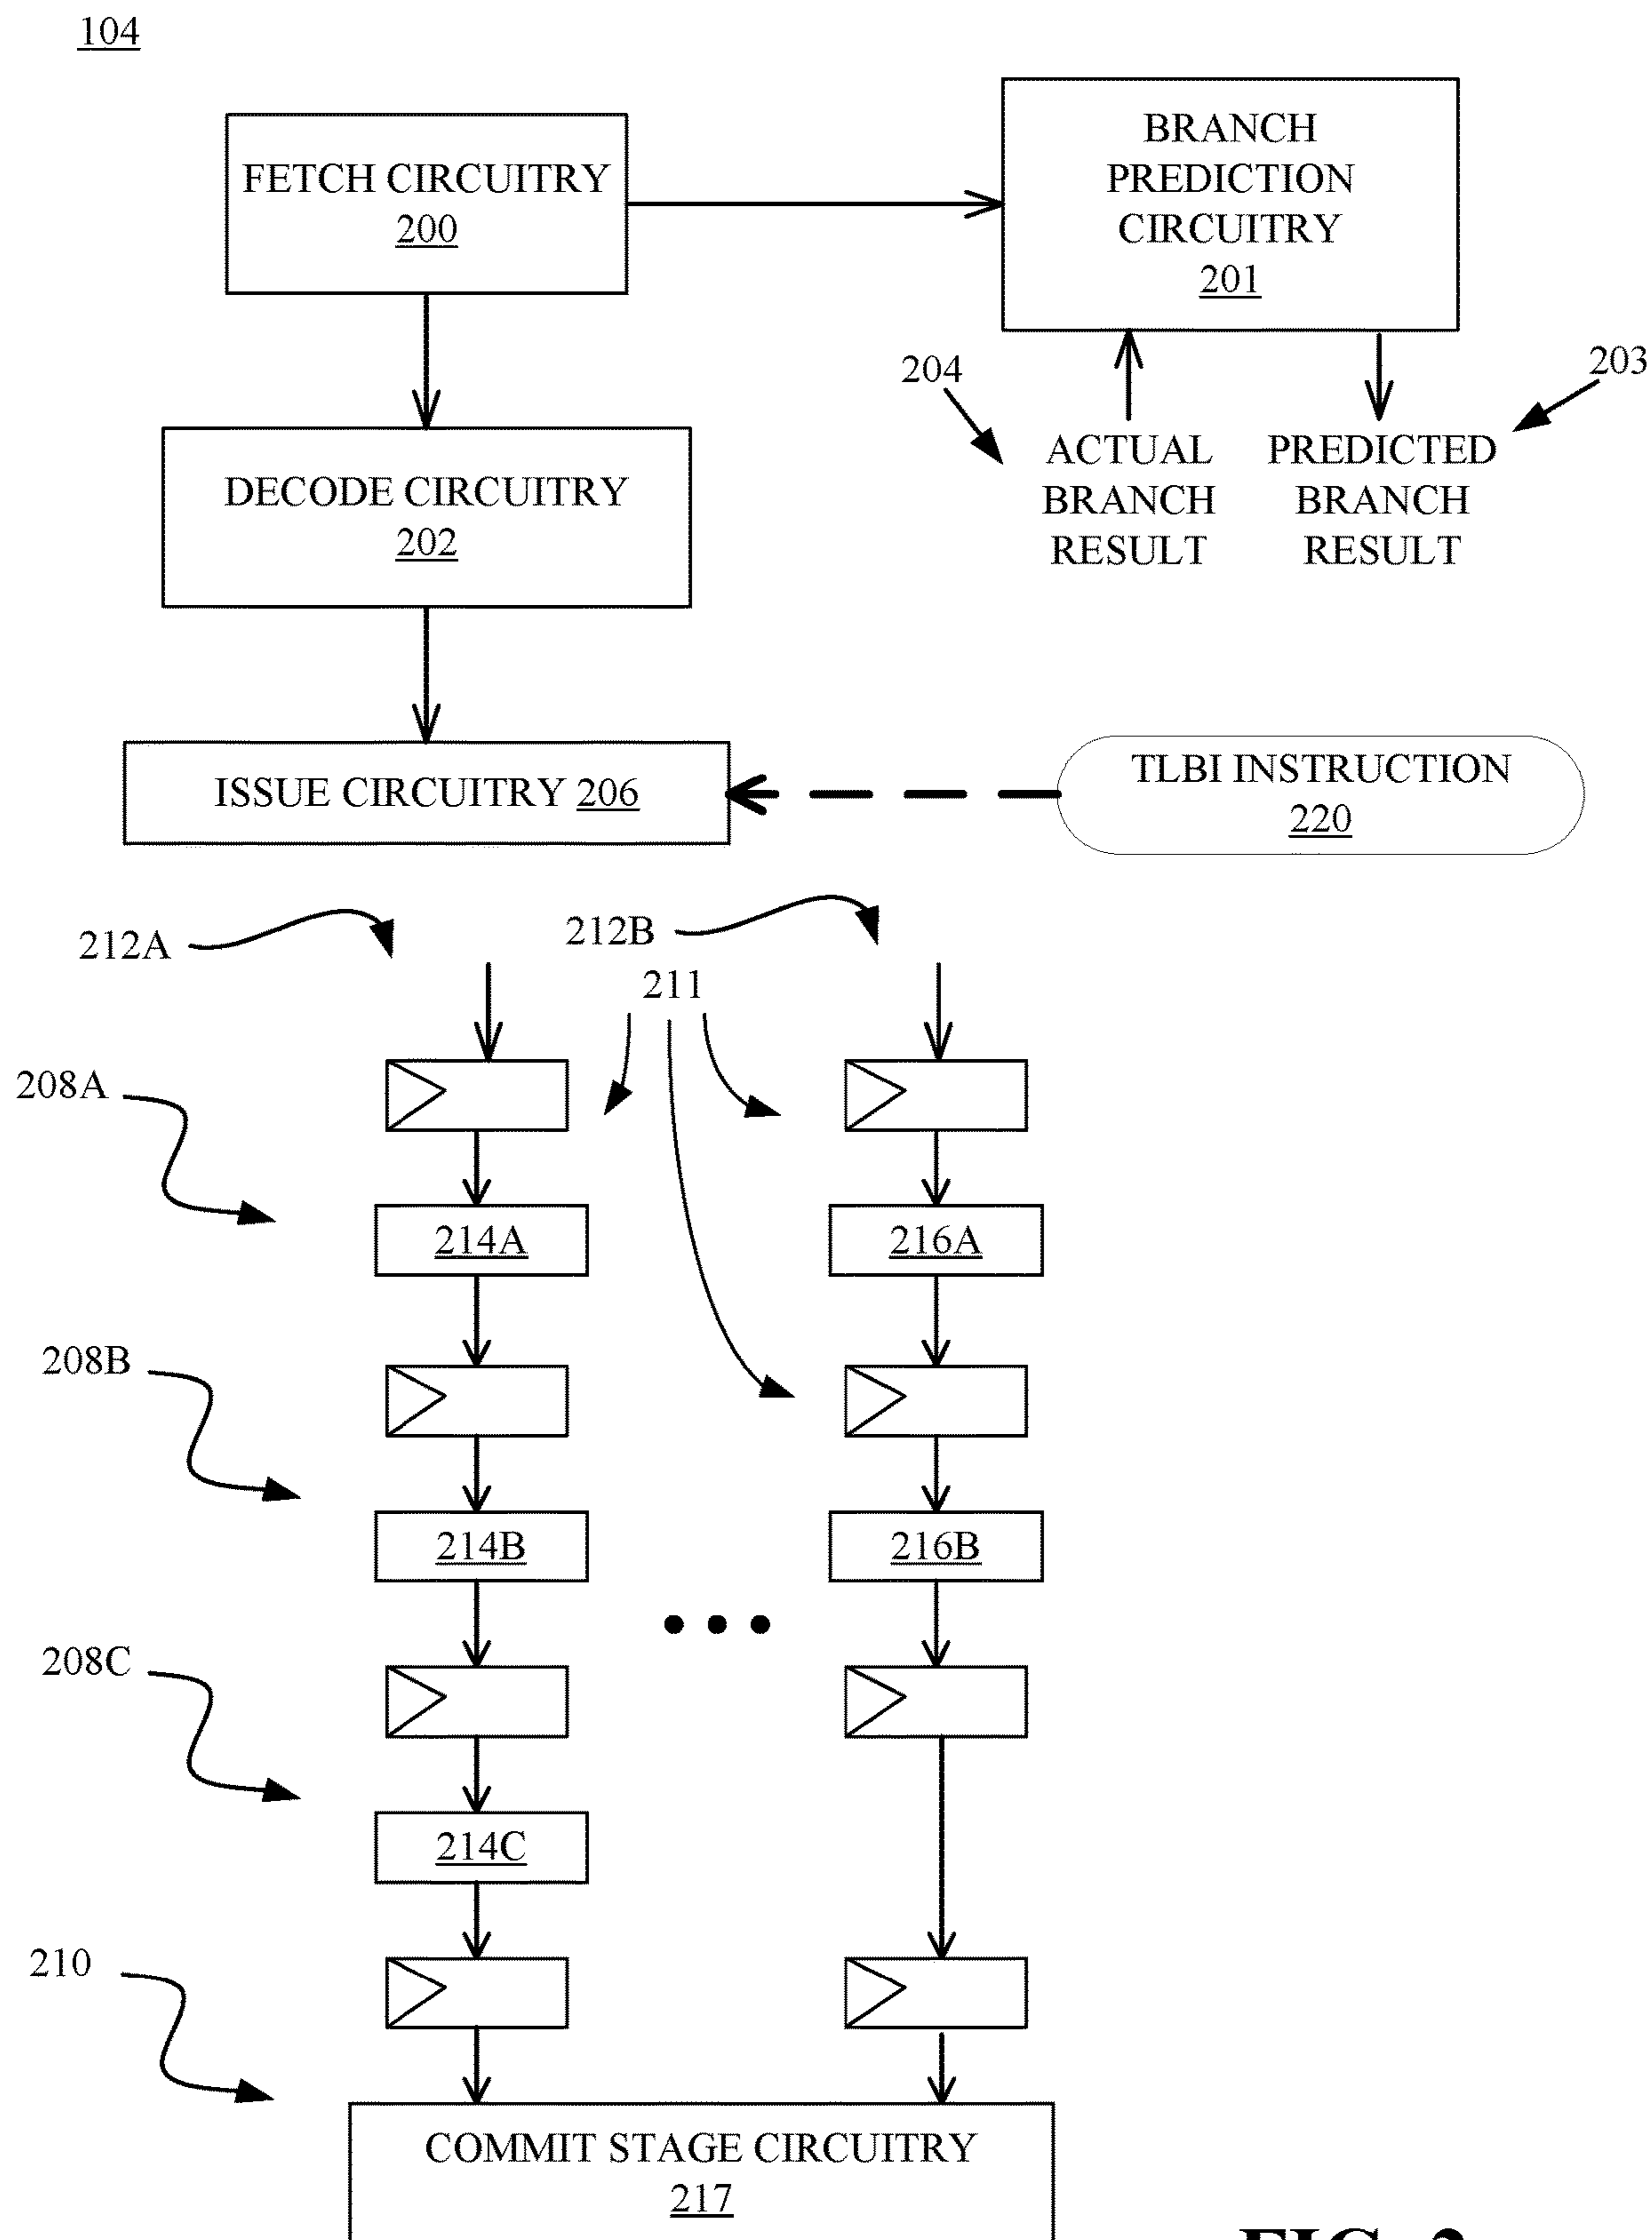 104
FETCH CIRCUITRY
200
BRANCH
PREDICTION
CIRCUITRY
201
204
203
ACTUAL
BRANCH
RESULT
PREDICTED
BRANCH
RESULT
DECODE CIRCUITRY
202
ISSUE CIRCUITRY 206
TLBI INSTRUCTION
220
212A
212B
211
208A
214A
216A
208B
214B
216B
208C
214C
210
COMMIT STAGE CIRCUITRY
217